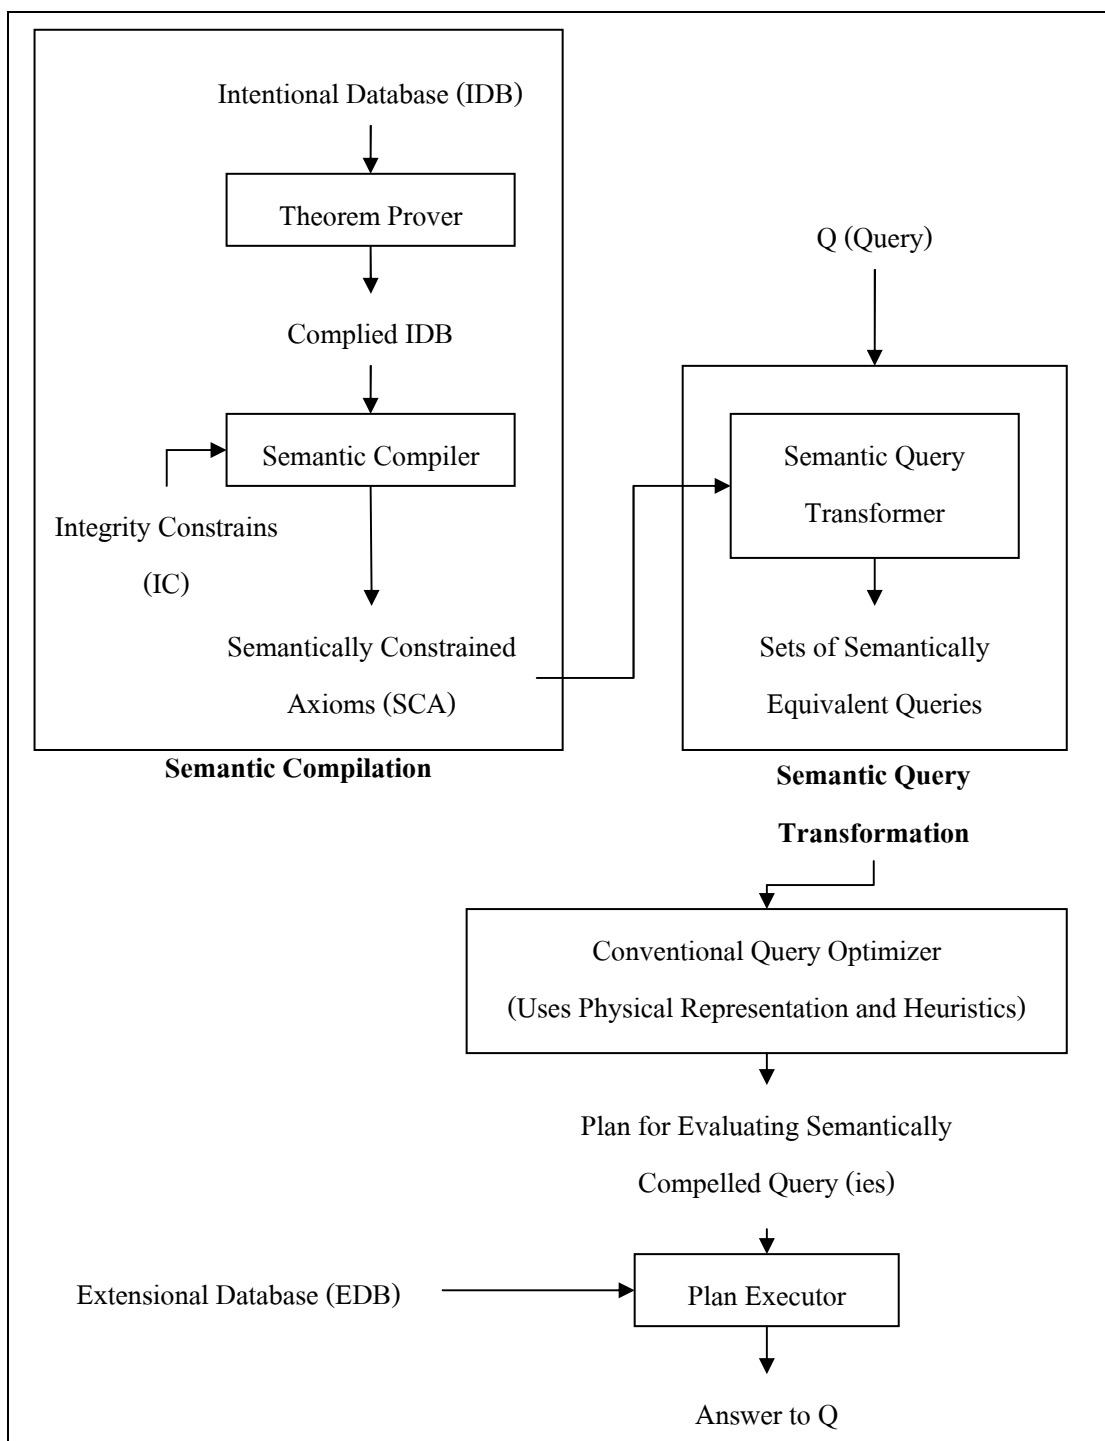 Intentional Database (IDB)
Theorem Prover
Complied IDB
Semantic Compiler
Integrity Constrains
(IC)
Semantically Constrained
Axioms (SCA)
Semantic Compilation
Q (Query)
Semantic Query
Transformer
Sets of Semantically
Equivalent Queries
Semantic Query
Transformation
Conventional Query Optimizer
(Uses Physical Representation and Heuristics)
Plan for Evaluating Semantically
Compelled Query (ies)
Extensional Database (EDB)
Plan Executor
Answer to Q